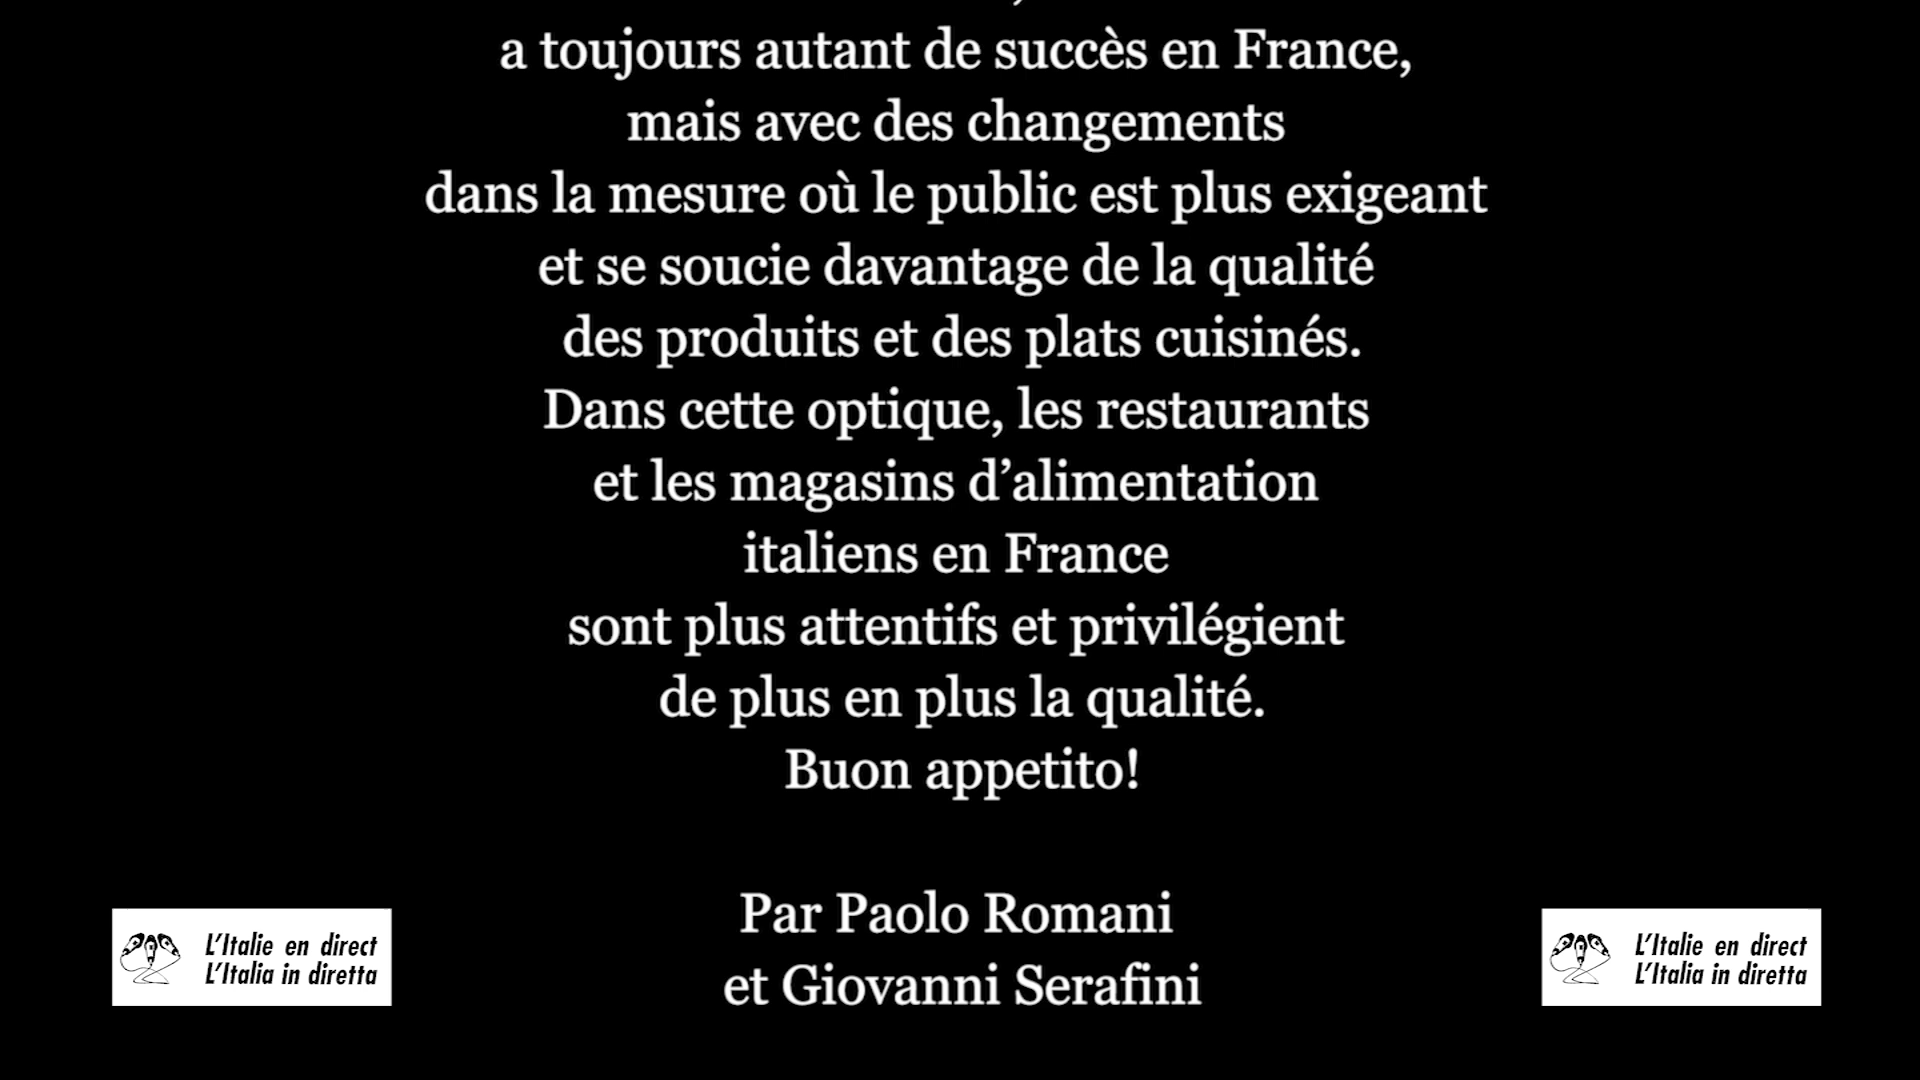 a toujours autant de succès en France,
mais avec des changements
dans la mesure où le public est plus exigeant
et se soucie davantage de la qualité
des produits et des plats cuisinés.
Dans cette optique, les restaurants
et les magasins d’alimentation
italiens en France
sont plus attentifs et privilégient
de plus en plus la qualité.
Buon appetito!
Par Paolo Romani
et Giovanni Serafini
L’Italie en direct
L’Italia in diretta
L’Italie en direct
L’Italia in diretta